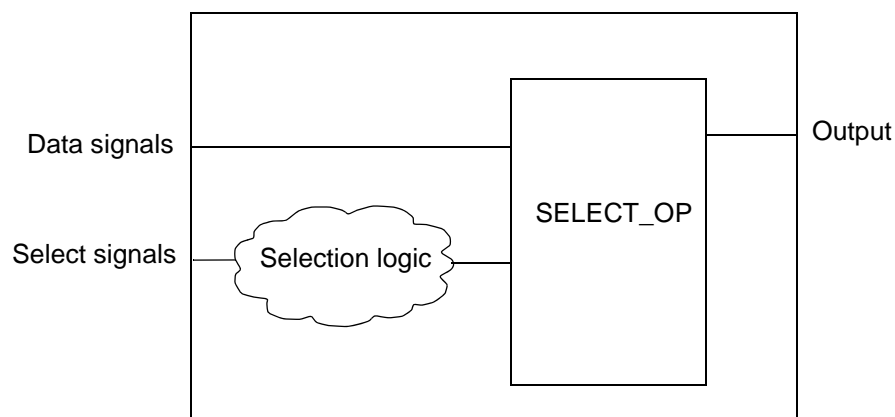 Data signals
Output
SELECT_OP
Select signals
Selection logic